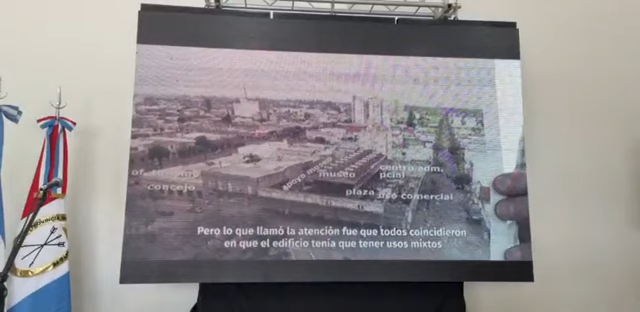 museo
centro adm.
pcial
concejo
plaza
uso comercial
Pero lo que llamó la atención fue que todos coincidieron
en que el edificio tenía que tener usos mixtos